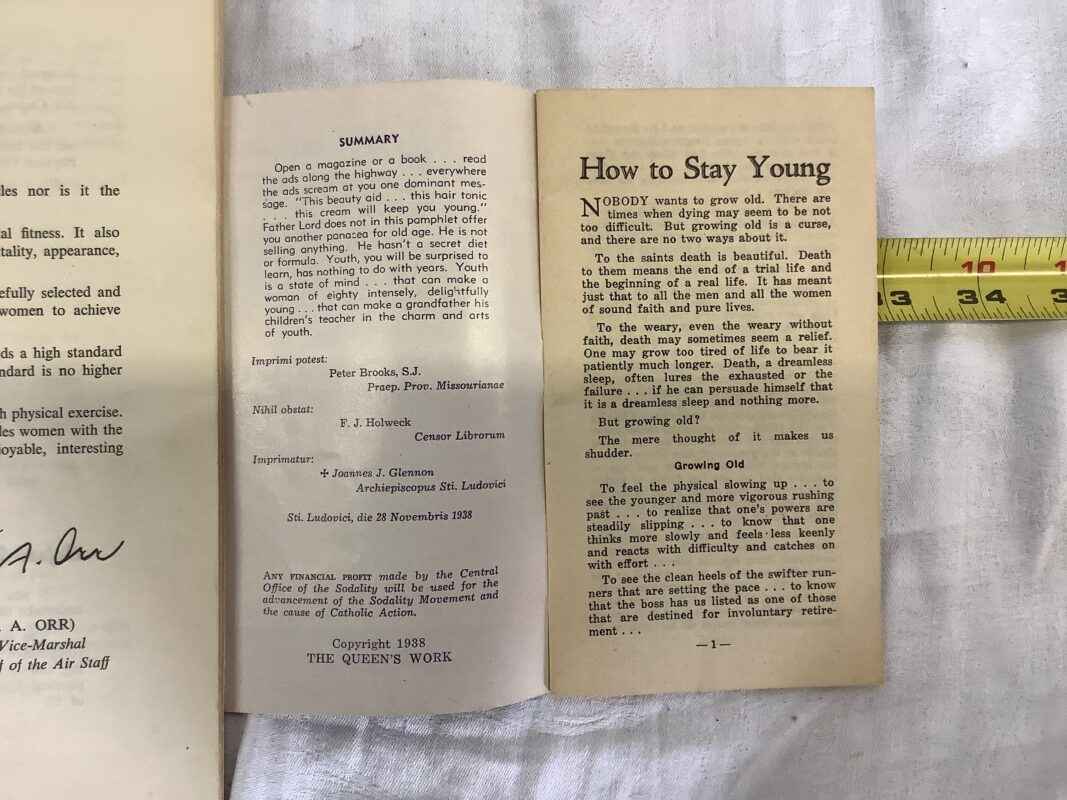 les nor is it the
al fitness. It also
tality, appearance,
efully selected and
women to achieve
ds a high standard
ndard is no higher
h physical exercise.
les women with the
oyable, interesting
A. Orr
A. ORR)
Vice-Marshal
f of the Air Staff
SUMMARY
Open a magazine or a book . . . read
the ads along the highway . . . everywhere
the ads scream at you one dominant mes-
sage. "This beauty aid . . . this hair tonic
. . . this cream will keep you young."
Father Lord does not in this pamphlet offer
you another panacea for old age. He is not
selling anything. He hasn't a secret diet
or formula. Youth, you will be surprised to
learn, has nothing to do with years. Youth
is a state of mind . . . that can make a
woman of eighty intensely, delightfully
young . . . that can make a grandfather his
children's teacher in the charm and arts
of youth.
Imprimi potest:
Peter Brooks, S.J.
Praep. Prov. Missourianae
Nihil obstat:
F. J. Holweck
Censor Librorum
Imprimatur:
✠ Joannes J. Glennon
Archiepiscopus Sti. Ludovici
Sti. Ludovici, die 28 Novembris 1938
ANY FINANCIAL PROFIT made by the Central
Office of the Sodality will be used for the
advancement of the Sodality Movement and
the cause of Catholic Action.
Copyright 1938
THE QUEEN'S WORK
How to Stay Young
NOBODY wants to grow old. There are
times when dying may seem to be not
too difficult. But growing old is a curse,
and there are no two ways about it.
To the saints death is beautiful. Death
to them means the end of a trial life and
the beginning of a real life. It has meant
just that to all the men and all the women
of sound faith and pure lives.
To the weary, even the weary without
faith, death may sometimes seem a relief.
One may grow too tired of life to bear it
patiently much longer. Death, a dreamless
sleep, often lures the exhausted or the
failure . . . if he can persuade himself that
it is a dreamless sleep and nothing more.
But growing old?
The mere thought of it makes us
shudder.
Growing Old
To feel the physical slowing up . . . to
see the younger and more vigorous rushing
past . . . to realize that one's powers are
steadily slipping . . . to know that one
thinks more slowly and feels less keenly
and reacts with difficulty and catches on
with effort . . .
To see the clean heels of the swifter run-
ners that are setting the pace . . . to know
that the boss has us listed as one of those
that are destined for involuntary retire-
ment . . .
—1—
10 1
33 34 3